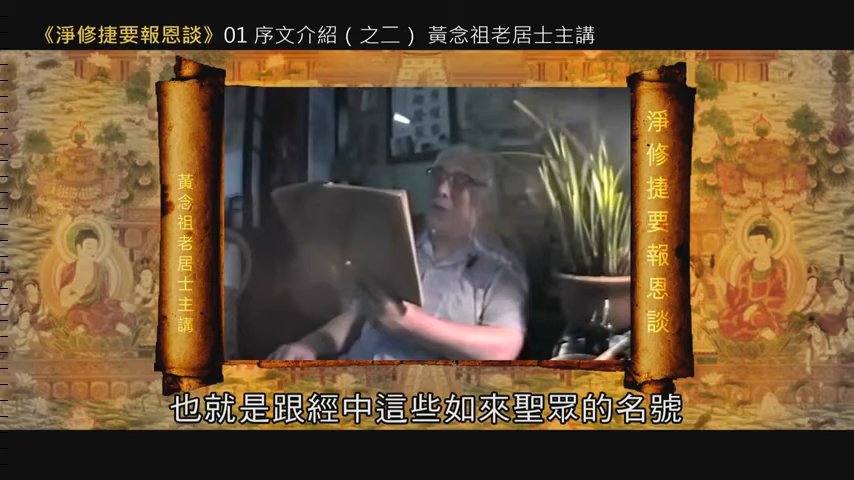 《淨修捷要報恩談》01 序文介紹（之二） 黃念祖老居士主講
淨修捷要報恩談
黃念祖老居士主講
也就是跟經中這些如來聖眾的名號